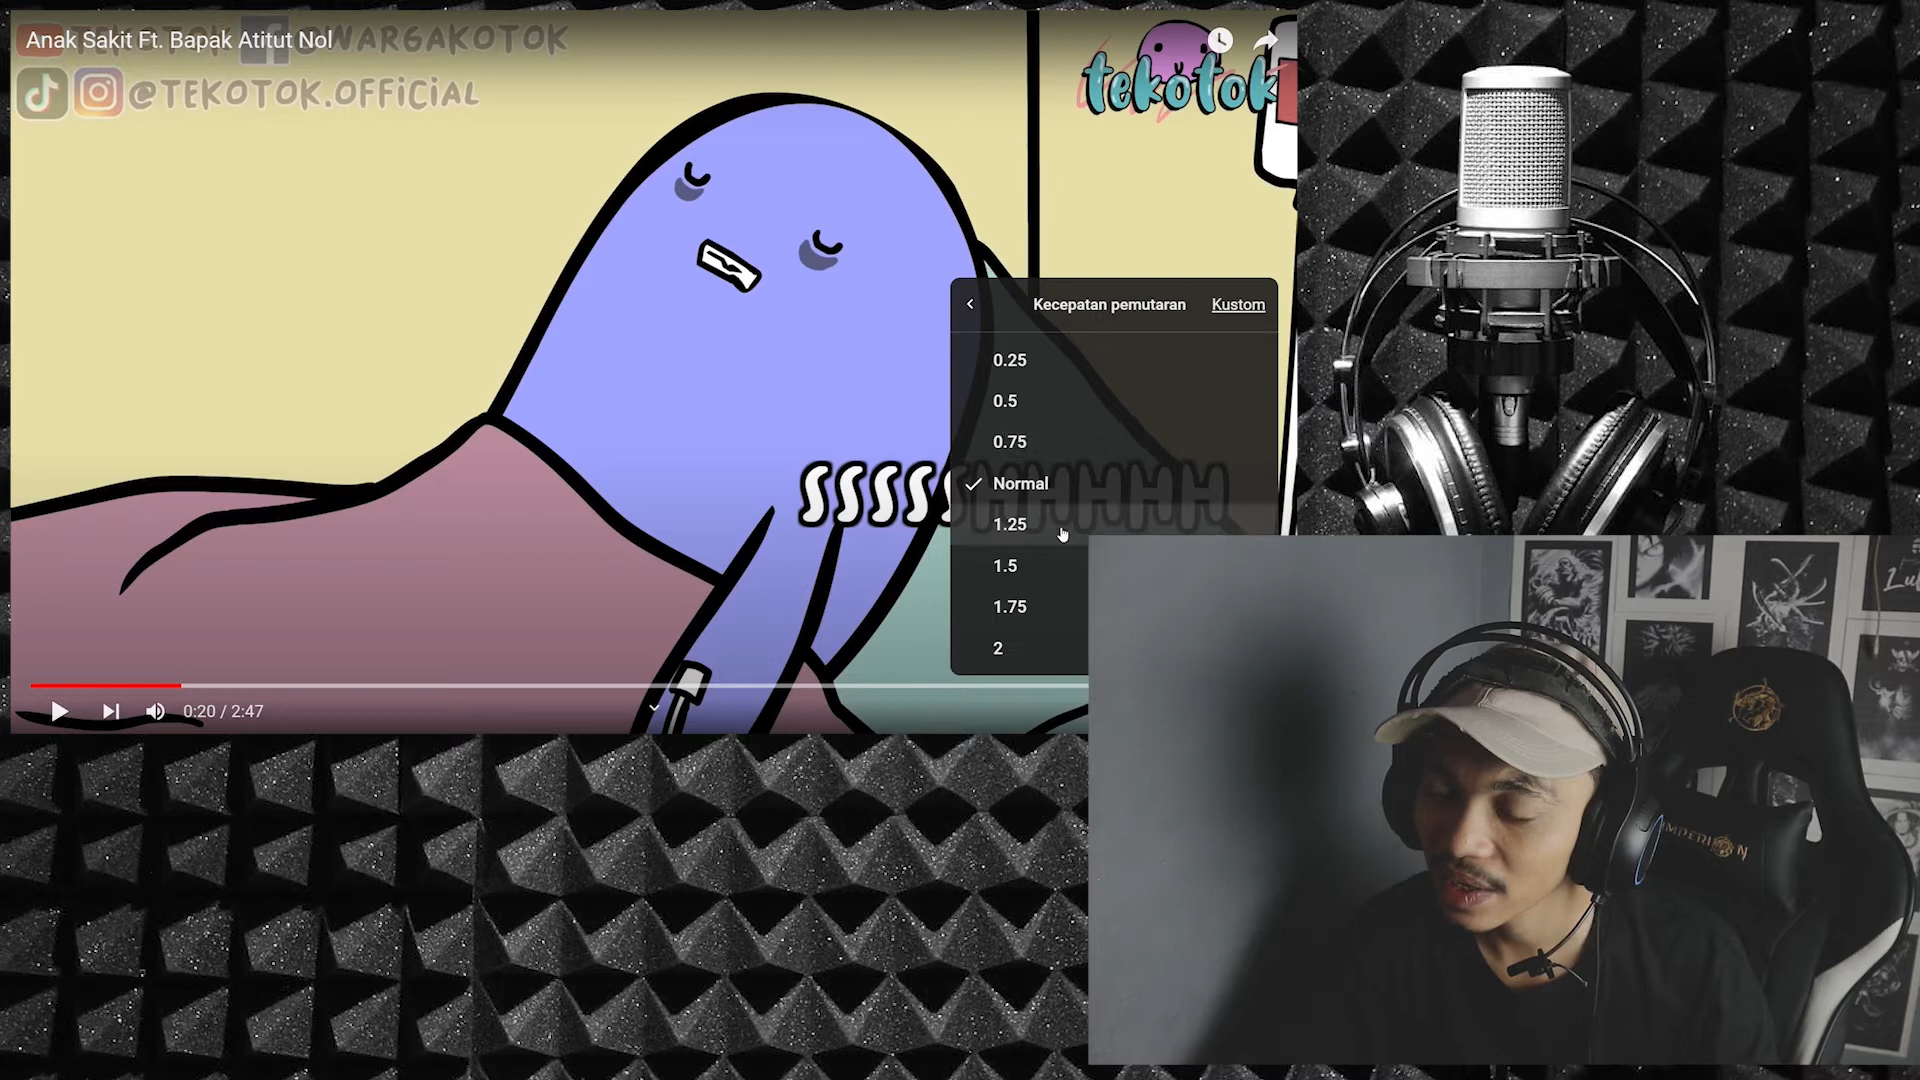 Anak Sakit Ft. Bapak Atitut Nol
WARGAKOTOK
@TEKOTOK.OFFICIAL
tekotok
Kecepatan pemutaran Kustom
0.25
0.5
0.75
Normal
1.25
1.5
1.75
2
SSSSSHHHHH
0:20 / 2:47